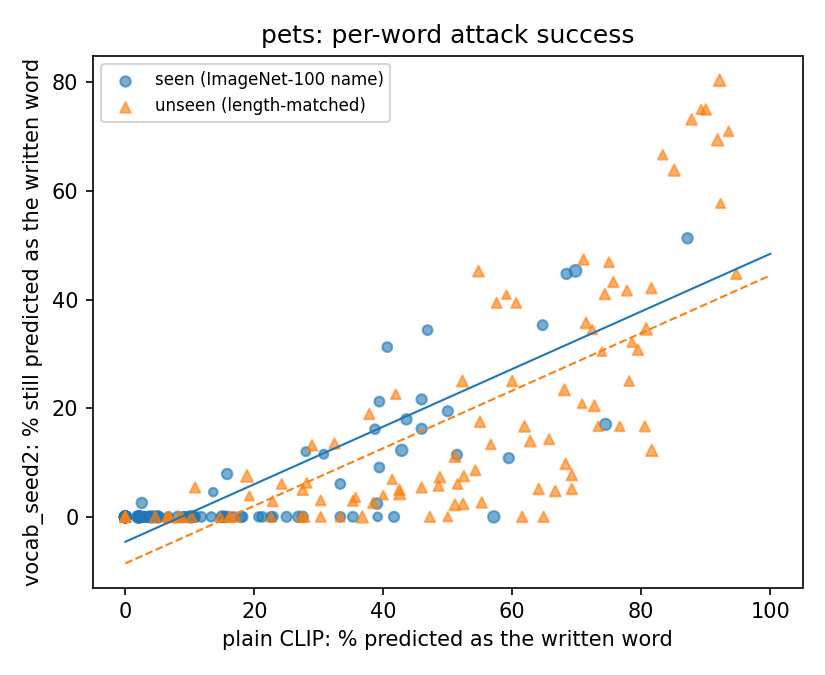 pets: per-word attack success
seen (ImageNet-100 name)
unseen (length-matched)
vocab_seed2: % still predicted as the written word
80
60
40
20
0
0 20 40 60 80 100
plain CLIP: % predicted as the written word